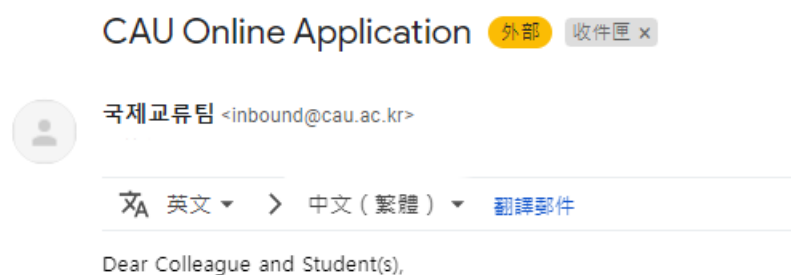 CAU Online Application 外部 收件匣 ×
국제교류팀 <inbound@cau.ac.kr>
英文 > 中文（繁體） 翻譯郵件
Dear Colleague and Student(s),